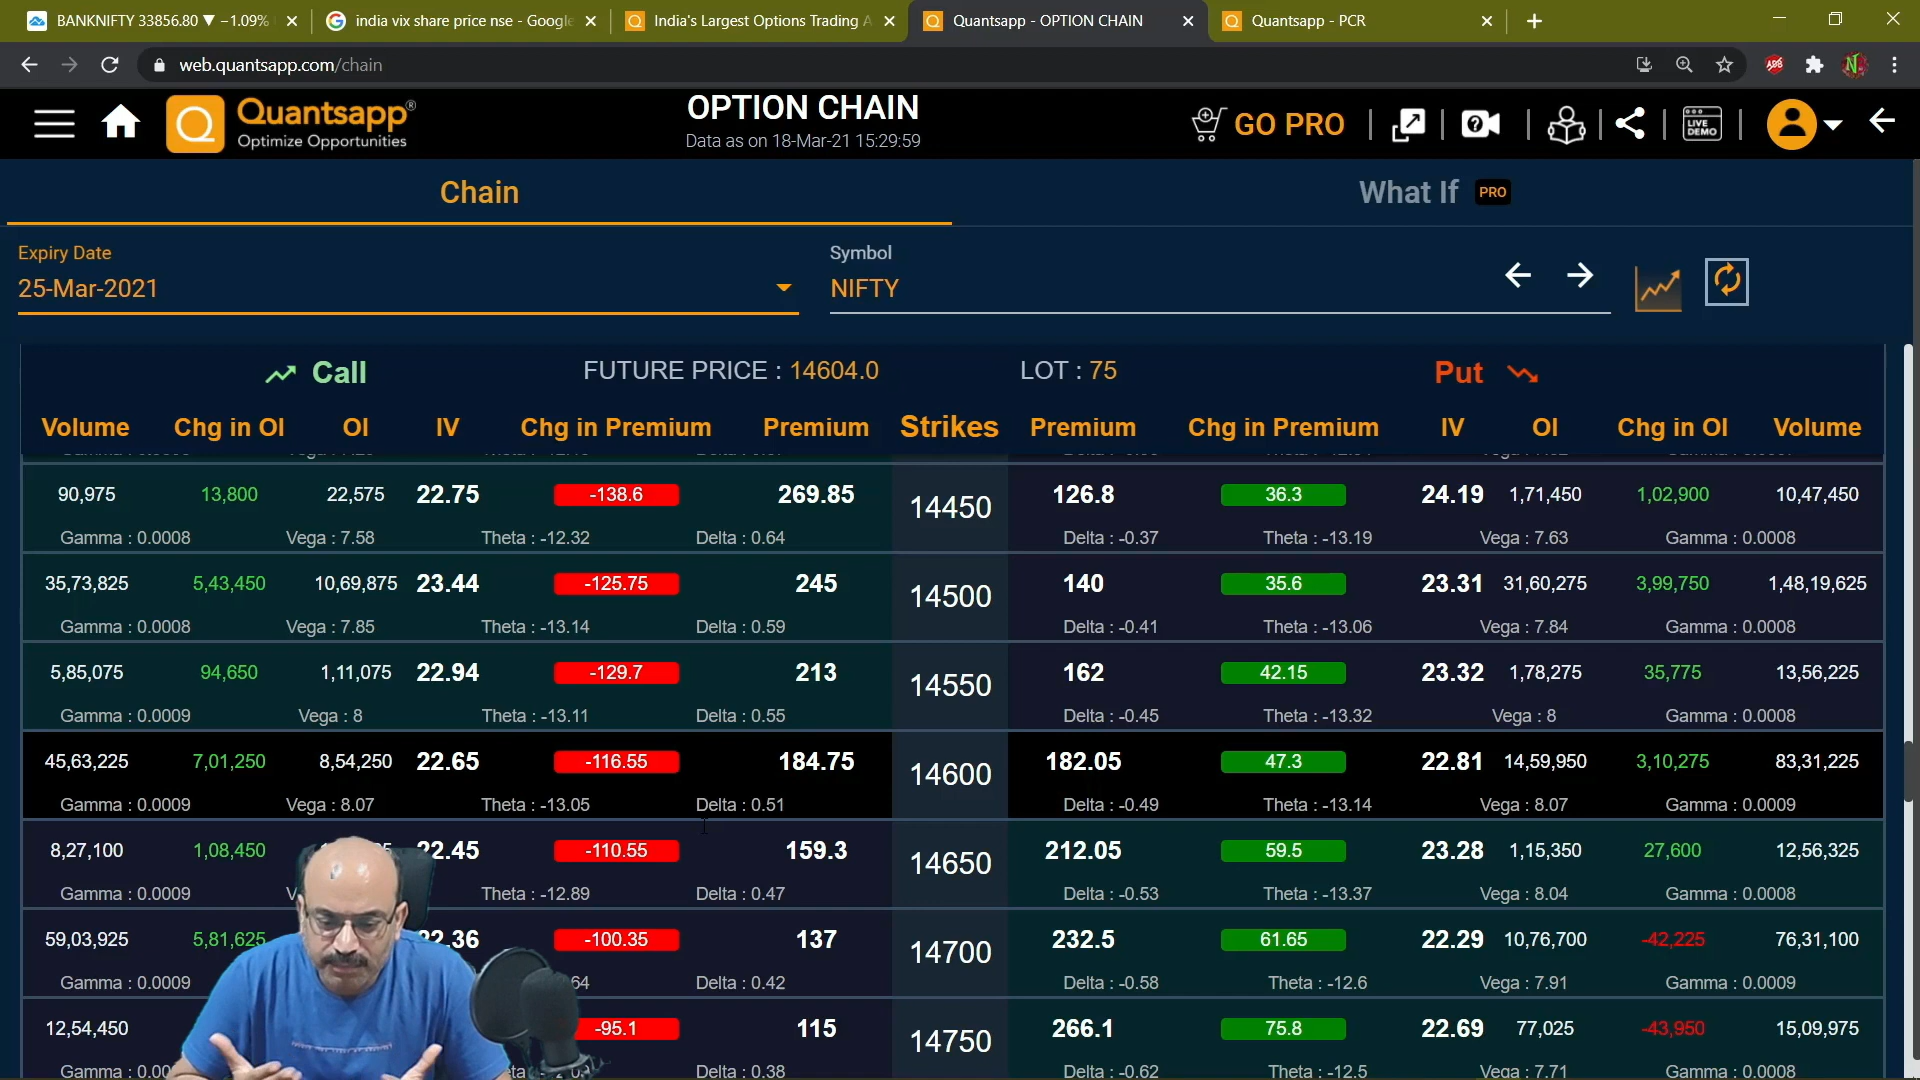 BANKNIFTY 33856.80 ▼ −1.09%
india vix share price nse - Google
India's Largest Options Trading A
Quantsapp - OPTION CHAIN
Quantsapp - PCR
web.quantsapp.com/chain
Quantsapp®
Optimize Opportunities
OPTION CHAIN
Data as on 18-Mar-21 15:29:59
GO PRO
LIVE DEMO
Chain
What If PRO
Expiry Date
25-Mar-2021
Symbol
NIFTY
Call FUTURE PRICE : 14604.0 LOT : 75 Put
Volume Chg in OI OI IV Chg in Premium Premium Strikes Premium Chg in Premium IV OI Chg in OI Volume
90,975 13,800 22,575 22.75 -138.6 269.85 14450 126.8 36.3 24.19 1,71,450 1,02,900 10,47,450
Gamma : 0.0008 Vega : 7.58 Theta : -12.32 Delta : 0.64 Delta : -0.37 Theta : -13.19 Vega : 7.63 Gamma : 0.0008
35,73,825 5,43,450 10,69,875 23.44 -125.75 245 14500 140 35.6 23.31 31,60,275 3,99,750 1,48,19,625
Gamma : 0.0008 Vega : 7.85 Theta : -13.14 Delta : 0.59 Delta : -0.41 Theta : -13.06 Vega : 7.84 Gamma : 0.0008
5,85,075 94,650 1,11,075 22.94 -129.7 213 14550 162 42.15 23.32 1,78,275 35,775 13,56,225
Gamma : 0.0009 Vega : 8 Theta : -13.11 Delta : 0.55 Delta : -0.45 Theta : -13.32 Vega : 8 Gamma : 0.0008
45,63,225 7,01,250 8,54,250 22.65 -116.55 184.75 14600 182.05 47.3 22.81 14,59,950 3,10,275 83,31,225
Gamma : 0.0009 Vega : 8.07 Theta : -13.05 Delta : 0.51 Delta : -0.49 Theta : -13.14 Vega : 8.07 Gamma : 0.0009
8,27,100 1,08,450 22.45 -110.55 159.3 14650 212.05 59.5 23.28 1,15,350 27,600 12,56,325
Gamma : 0.0009 Theta : -12.89 Delta : 0.47 Delta : -0.53 Theta : -13.37 Vega : 8.04 Gamma : 0.0008
59,03,925 5,81,625 22.36 -100.35 137 14700 232.5 61.65 22.29 10,76,700 -42,225 76,31,100
Gamma : 0.0009 Delta : 0.42 Delta : -0.58 Theta : -12.6 Vega : 7.91 Gamma : 0.0009
12,54,450 -95.1 115 14750 266.1 75.8 22.69 77,025 -43,950 15,09,975
Delta : 0.38 Delta : -0.62 Theta : -12.5 Vega : 7.71 Gamma : 0.0008